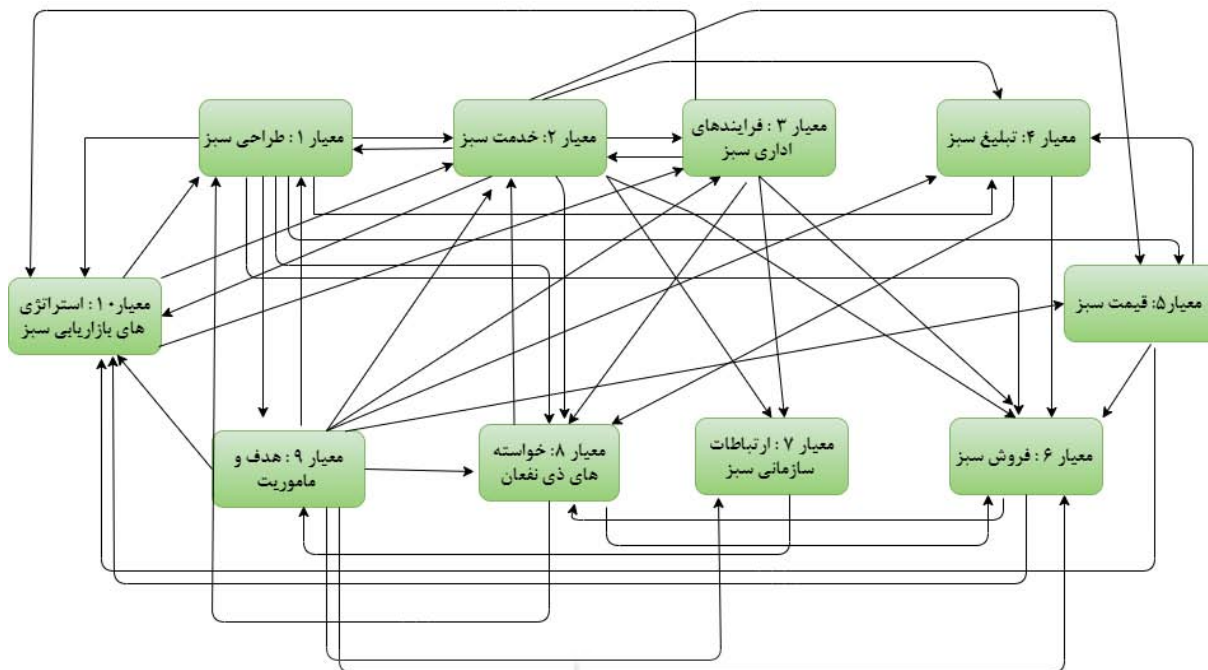 معیار ۱ : طراحی سبز
معیار ۲: خدمت سبز
معیار ۳ : فرایندهای
اداری سبز
معیار ۴: تبلیغ سبز
معیار۵: قیمت سبز
معیار ۶ : فروش سبز
معیار ۷ : ارتباطات
سازمانی سبز
معیار ۸: خواسته
های ذی نفعان
معیار ۹ : هدف و
ماموریت
معیار۱۰: استراتژی
های بازاریابی سبز